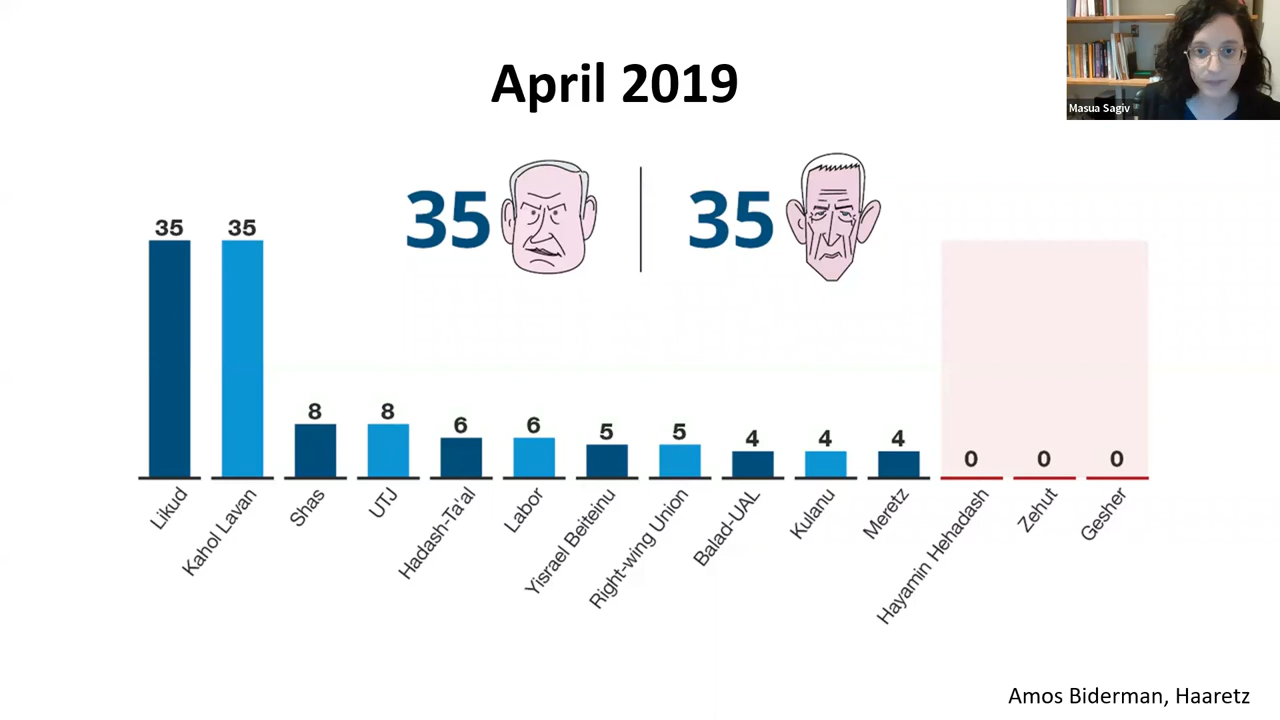 April 2019
Masua Sagiv
35
35
35
35
8
8
6
6
5
5
4
4
4
0
0
0
Likud
Kahol Lavan
Shas
UTJ
Hadash-Ta'al
Labor
Yisrael Beiteinu
Right-wing Union
Balad-UAL
Kulanu
Meretz
Hayamin Hehadash
Zehut
Gesher
Amos Biderman, Haaretz